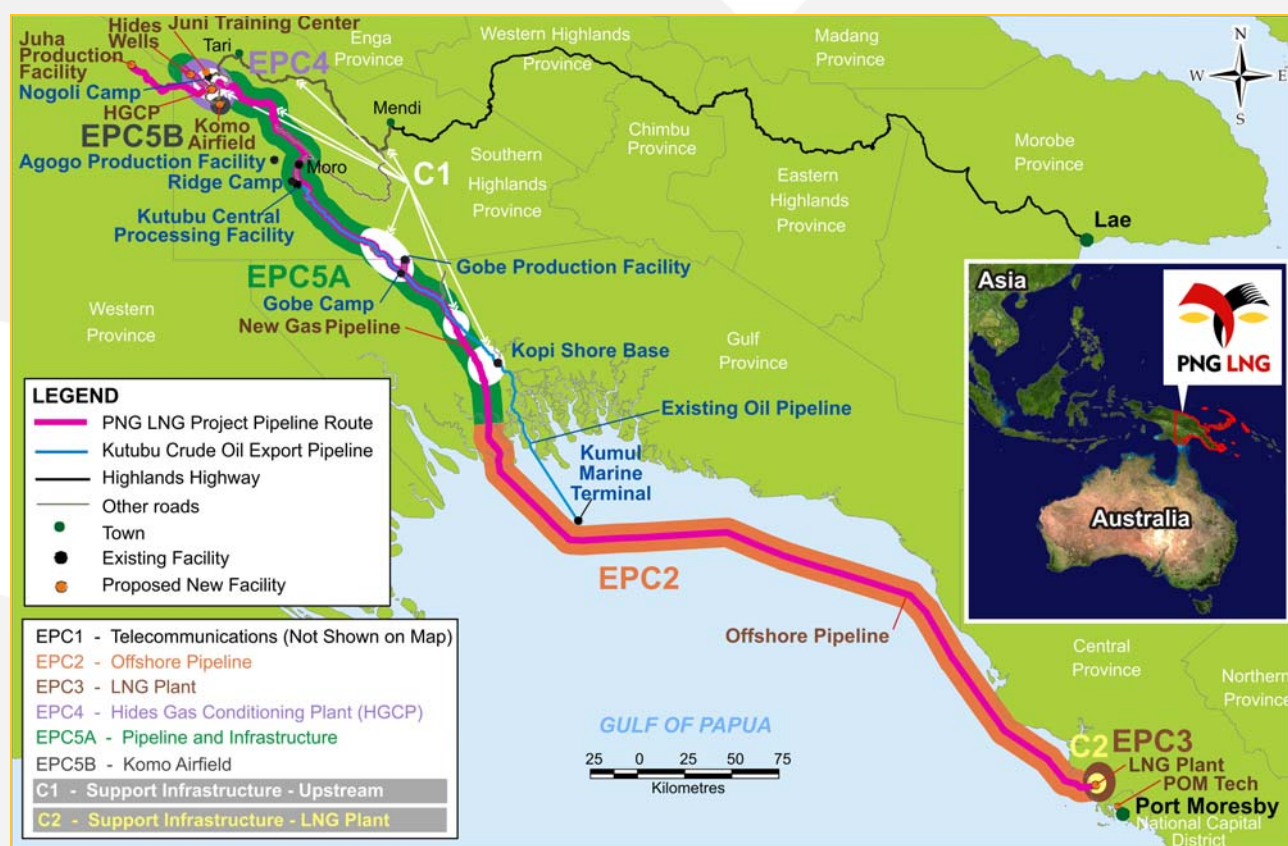 Juni Training Center
Hides
Wells
Juha
Production
Facility
Tari
Nogoli Camp
HGCP
EPC4
EPC5B
Komo
Airfield
Enga
Province
Western Highlands
Province
Madang
Province
N
W
E
S
Mendi
Agogo Production Facility
Moro
Ridge Camp
Kutubu Central
Processing Facility
C1
Southern
Highlands
Province
Chimbu
Province
Eastern
Highlands
Province
Morobe
Province
Lae
EPC5A
Gobe Production Facility
Gobe Camp
New Gas Pipeline
Western
Province
Gulf
Province
Kopi Shore Base
Existing Oil Pipeline
Kumul
Marine
Terminal
Asia
PNG LNG
Australia
LEGEND
PNG LNG Project Pipeline Route
Kutubu Crude Oil Export Pipeline
Highlands Highway
Other roads
Town
Existing Facility
Proposed New Facility
EPC2
Offshore Pipeline
Central
Province
Northern
Province
EPC1 - Telecommunications (Not Shown on Map)
EPC2 - Offshore Pipeline
EPC3 - LNG Plant
EPC4 - Hides Gas Conditioning Plant (HGCP)
EPC5A - Pipeline and Infrastructure
EPC5B - Komo Airfield
C1 - Support Infrastructure - Upstream
C2 - Support Infrastructure - LNG Plant
GULF OF PAPUA
25 0 25 50 75
Kilometres
C2 EPC3
LNG Plant
POM Tech
Port Moresby
National Capital
District